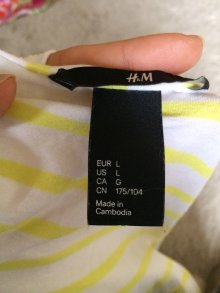 H&M
EUR L
US L
CA G
CN 175/104
Made in
Cambodia